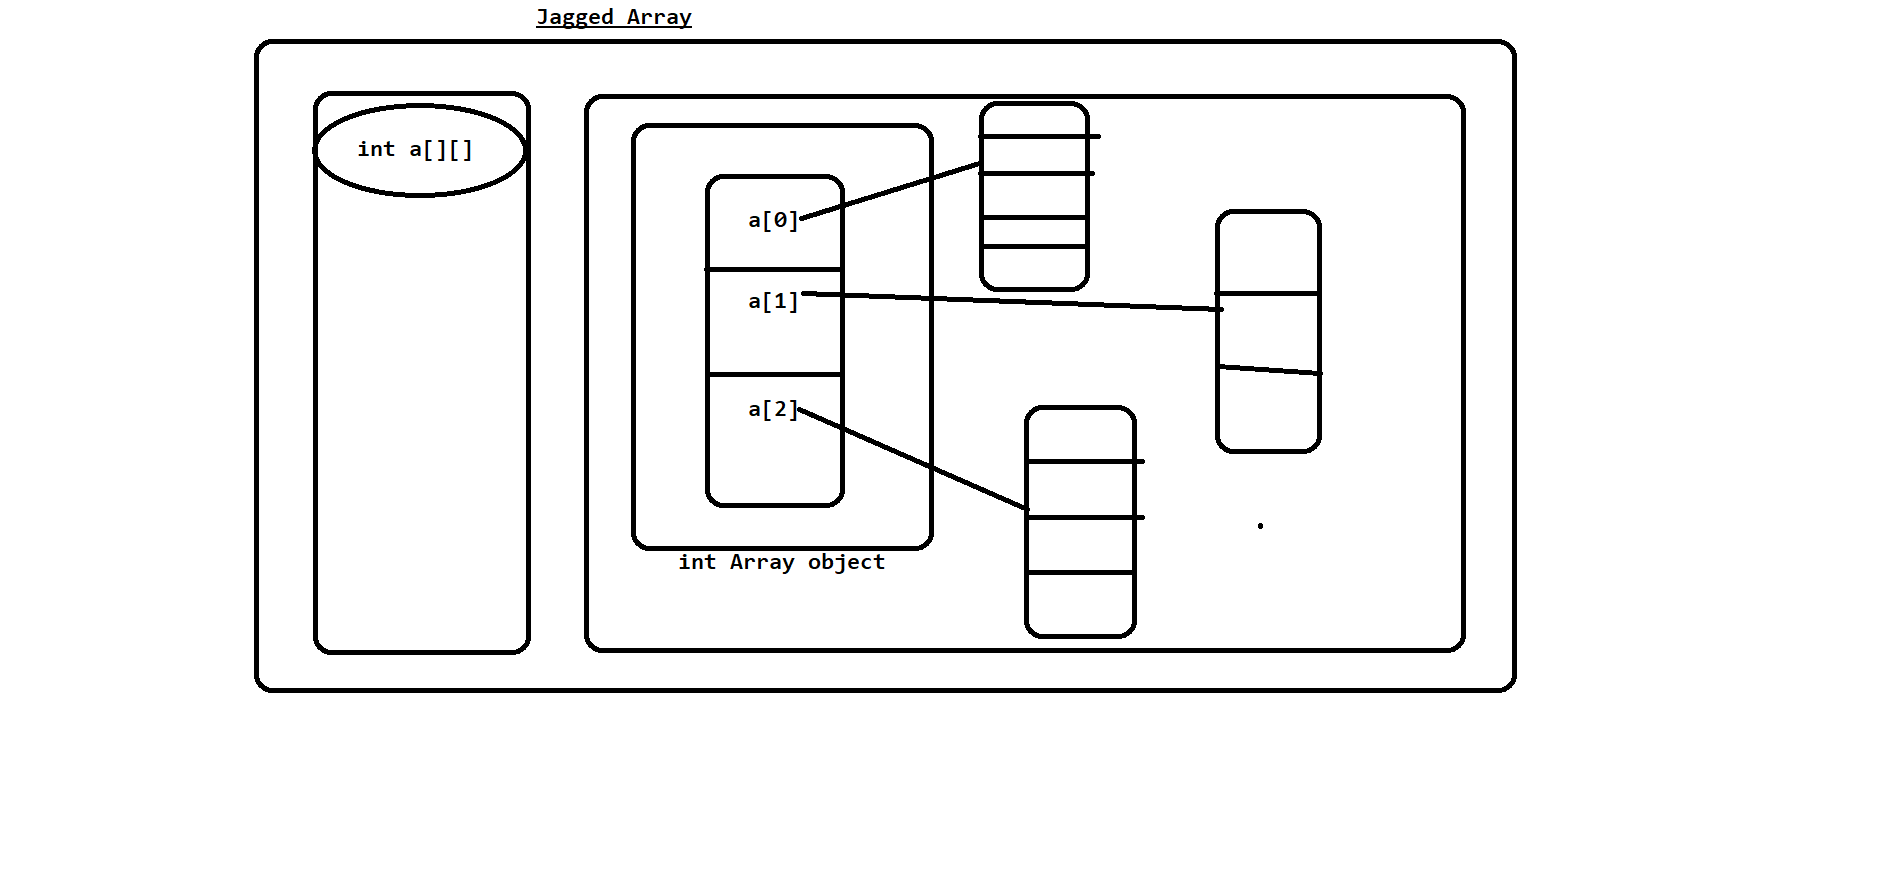 Jagged Array
int a[][]
a[0]
a[1]
a[2]
int Array object